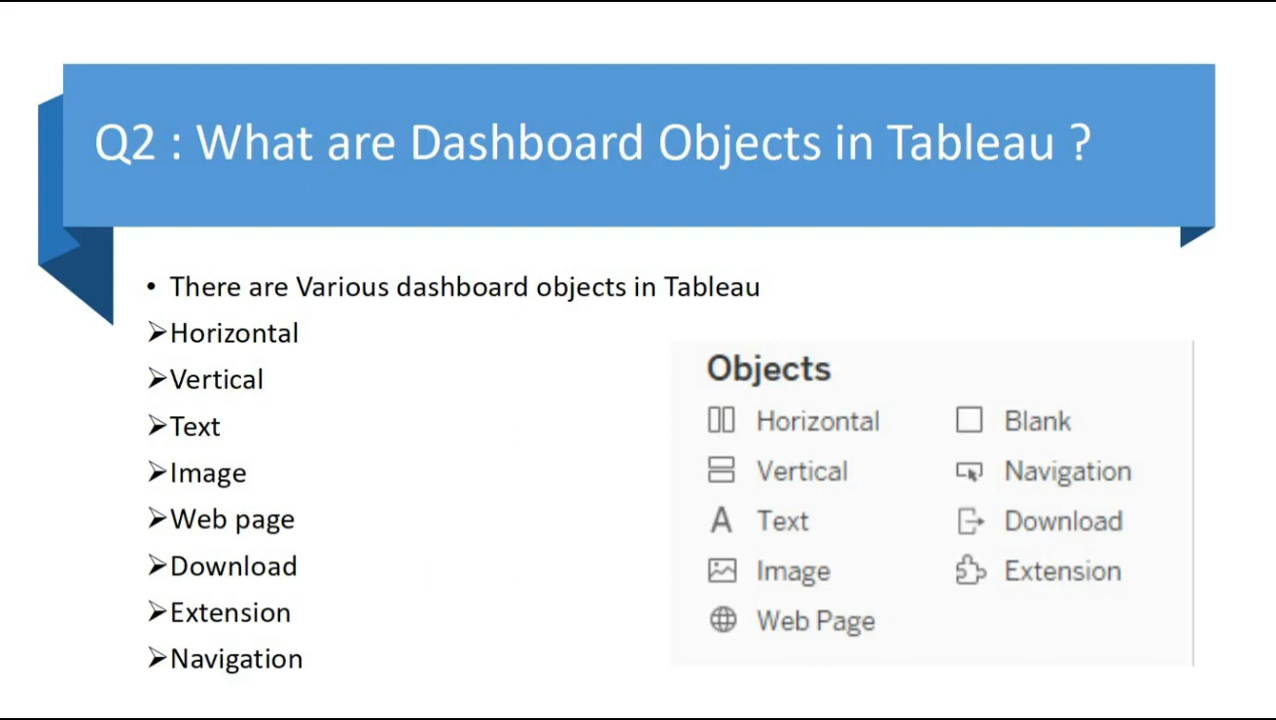 Q2 : What are Dashboard Objects in Tableau ?
• There are Various dashboard objects in Tableau
➢Horizontal
➢Vertical
➢Text
➢Image
➢Web page
➢Download
➢Extension
➢Navigation
Objects
Horizontal
Vertical
Text
Image
Web Page
Blank
Navigation
Download
Extension